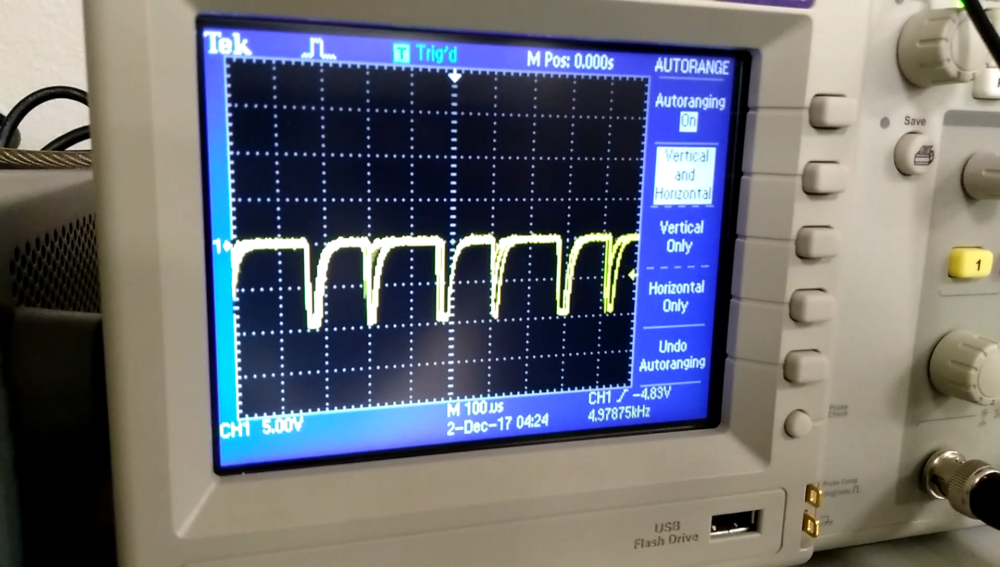 Tek
T Trig'd
M Pos: 0.000s
AUTORANGE
Autoranging
On
Vertical
and
Horizontal
Vertical
Only
Horizontal
Only
Undo
Autoranging
1
CH1 5.00V
M 100µs
CH1 -4.83V
2-Dec-17 04:24
4.97875kHz
Save
1
Probe
Check
Probe Comp
~5V@1kHz
USB
Flash Drive